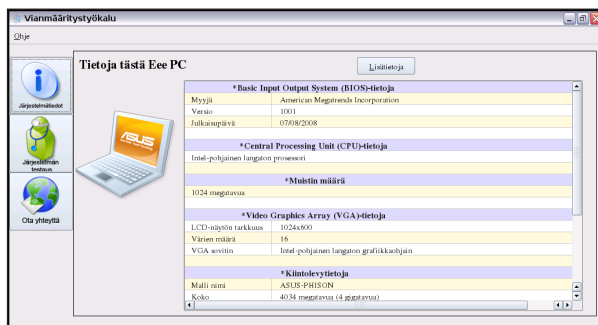 Vianmääritystyökalu
Ohje
Järjestelmätiedot
Järjestelmän testaus
Ota yhteyttä
Tietoja tästä Eee PC
Lisätietoja
*Basic Input Output System (BIOS)-tietoja
Myyjä American Megatrends Incorporation
Versio 1001
Julkaisupäivä 07/08/2008
*Central Processing Unit (CPU)-tietoja
Intel-pohjainen langaton prosessori
*Muistin määrä
1024 megatavua
*Video Graphics Array (VGA)-tietoja
LCD-näytön tarkkuus 1024x600
Värien määrä 16
VGA sovitin Intel-pohjainen langaton grafiikkaohjain
*Kiintolevytietoja
Malli nimi ASUS-PHISON
Koko 4034 megatavua (4 gigatavua)
ASUS